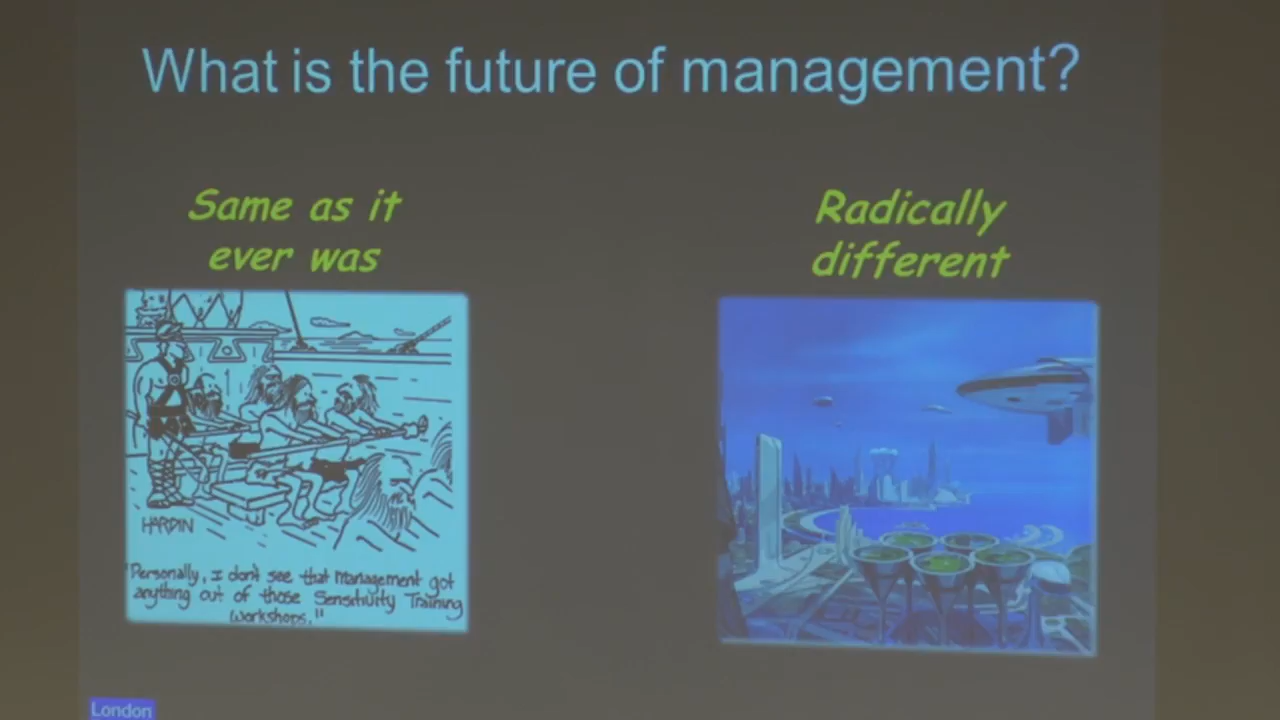 What is the future of management?
Same as it
ever was
Radically
different
HARDIN
"Personally, I don't see that Management got
anything out of those Sensitivity Training
Workshops."
London